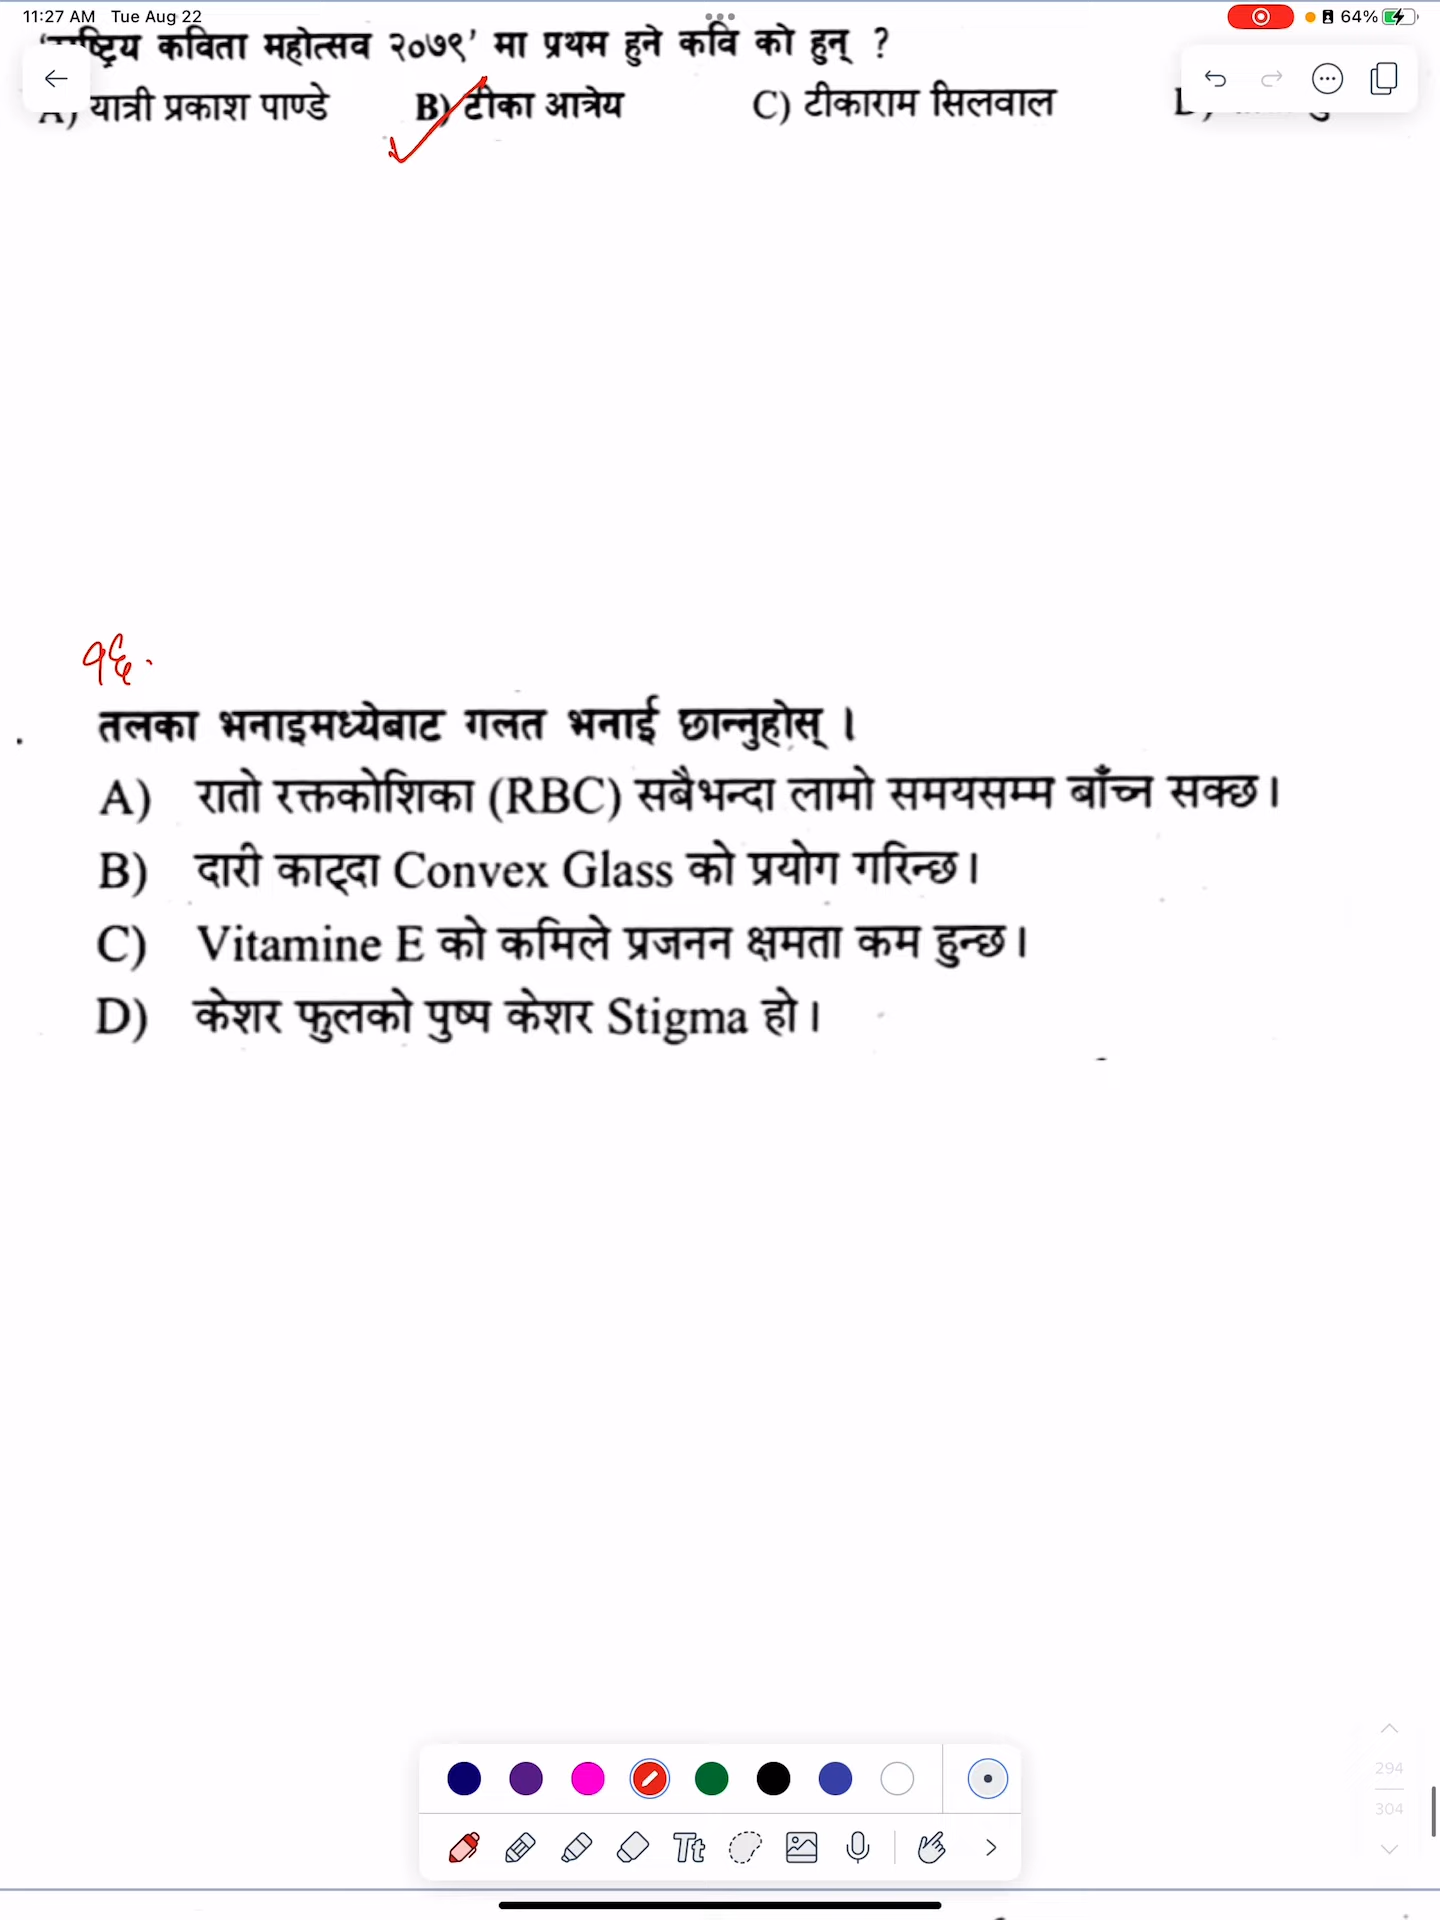 11:27 AM Tue Aug 22
64%
कविता महोत्सव २०७९' मा प्रथम हुने कवि को हुन् ?
यात्री प्रकाश पाण्डे B) टीका आत्रेय C) टीकाराम सिलवाल
१६.
तलका भनाइमध्येबाट गलत भनाई छान्नुहोस् ।
A) रातो रक्तकोशिका (RBC) सबैभन्दा लामो समयसम्म बाँच्न सक्छ ।
B) दारी काट्दा Convex Glass को प्रयोग गरिन्छ ।
C) Vitamine E को कमिले प्रजनन क्षमता कम हुन्छ ।
D) केशर फुलको पुष्प केशर Stigma हो ।
Tt
294
304